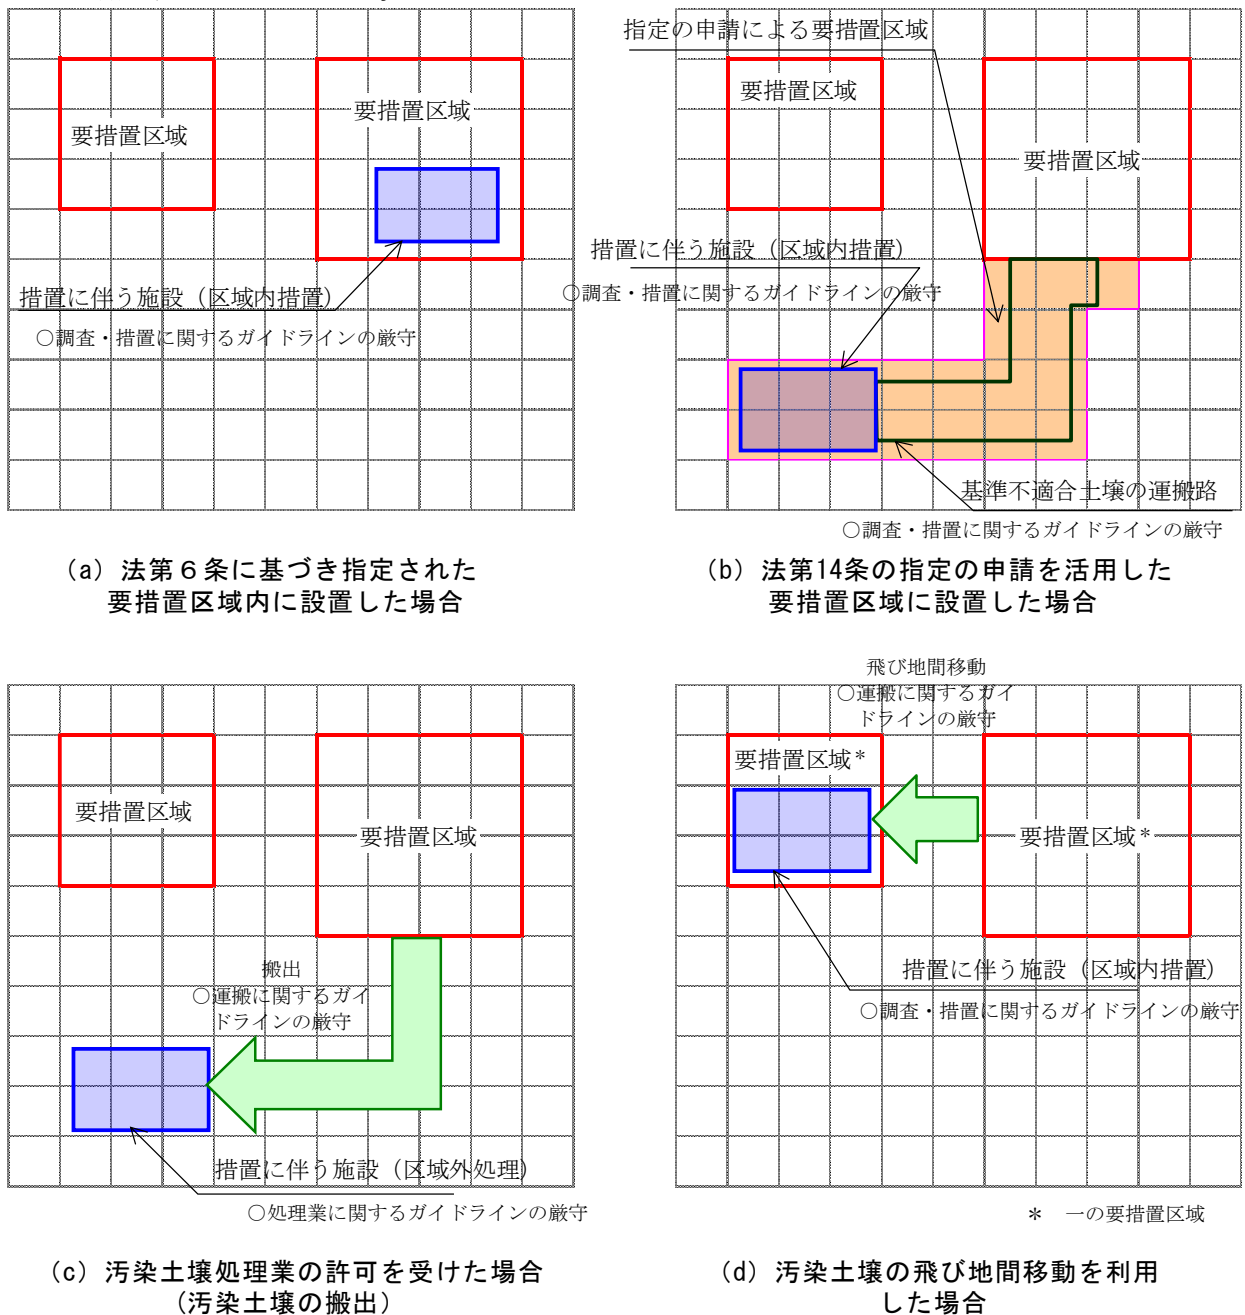 要措置区域
要措置区域
措置に伴う施設（区域内措置）
○調査・措置に関するガイドラインの厳守
（a）法第６条に基づき指定された
要措置区域内に設置した場合
指定の申請による要措置区域
要措置区域
要措置区域
措置に伴う施設（区域内措置）
○調査・措置に関するガイドラインの厳守
基準不適合土壌の運搬路
○調査・措置に関するガイドラインの厳守
（b）法第14条の指定の申請を活用した
要措置区域に設置した場合
要措置区域
要措置区域
搬出
○運搬に関するガイ
ドラインの厳守
措置に伴う施設（区域外処理）
○処理業に関するガイドラインの厳守
（c）汚染土壌処理業の許可を受けた場合
（汚染土壌の搬出）
飛び地間移動
○運搬に関するガイ
ドラインの厳守
要措置区域*
要措置区域*
措置に伴う施設（区域内措置）
○調査・措置に関するガイドラインの厳守
＊　一の要措置区域
（d）汚染土壌の飛び地間移動を利用
した場合